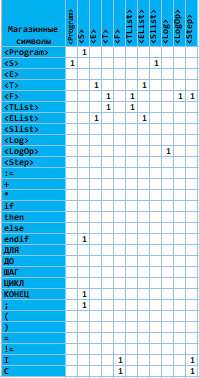 Магазинные символы <Program> <S> <E> <T> <F> <TList> <EList> <Slist> <Log> <LogOp> <Step>
<Program> 1
<S> 1 1
<E>
<T> 1 1
<F> 1 1 1 1
<TList> 1 1
<EList> 1 1
<Slist>
<Log>
<LogOp> 1
<Step>
:=
+
*
if
then
else
endif 1
ДЛЯ
ДО
ШАГ
ЦИКЛ
КОНЕЦ 1
; 1
(
)
=
!=
I 1 1
C 1 1